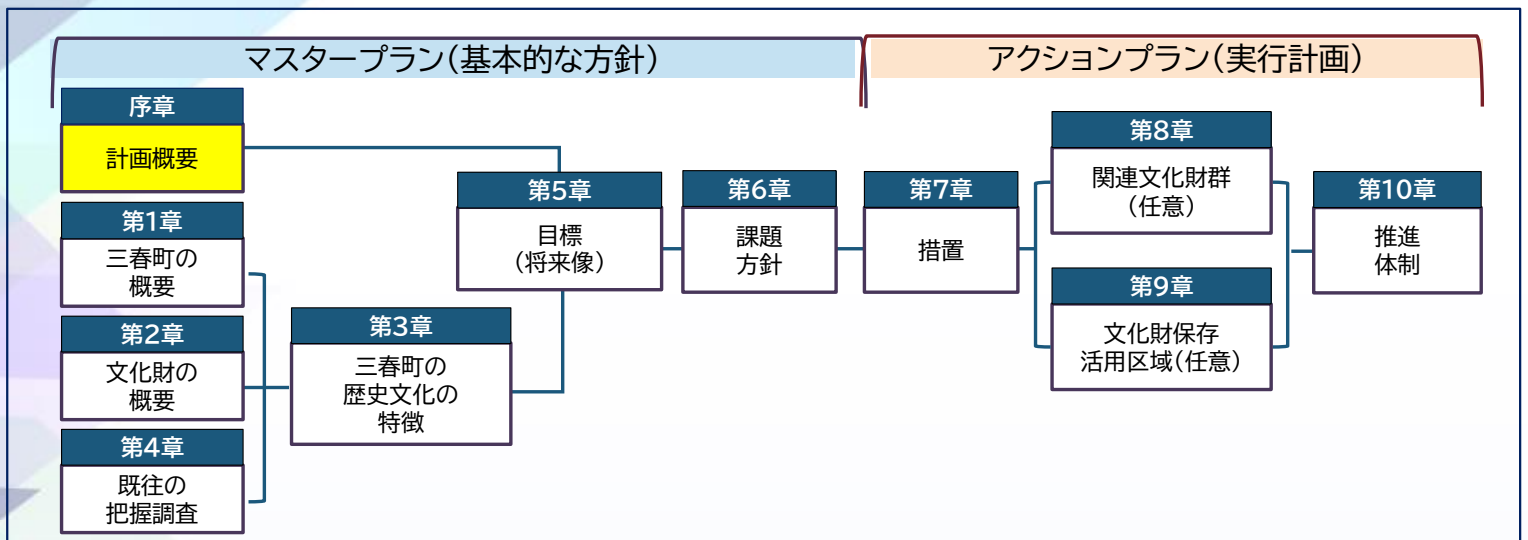 マスタープラン(基本的な方針)
アクションプラン(実行計画)
序章
計画概要
第1章
三春町の
概要
第2章
文化財の
概要
第4章
既往の
把握調査
第3章
三春町の
歴史文化の
特徴
第5章
目標
(将来像)
第6章
課題
方針
第7章
措置
第8章
関連文化財群
(任意)
第9章
文化財保存
活用区域(任意)
第10章
推進
体制